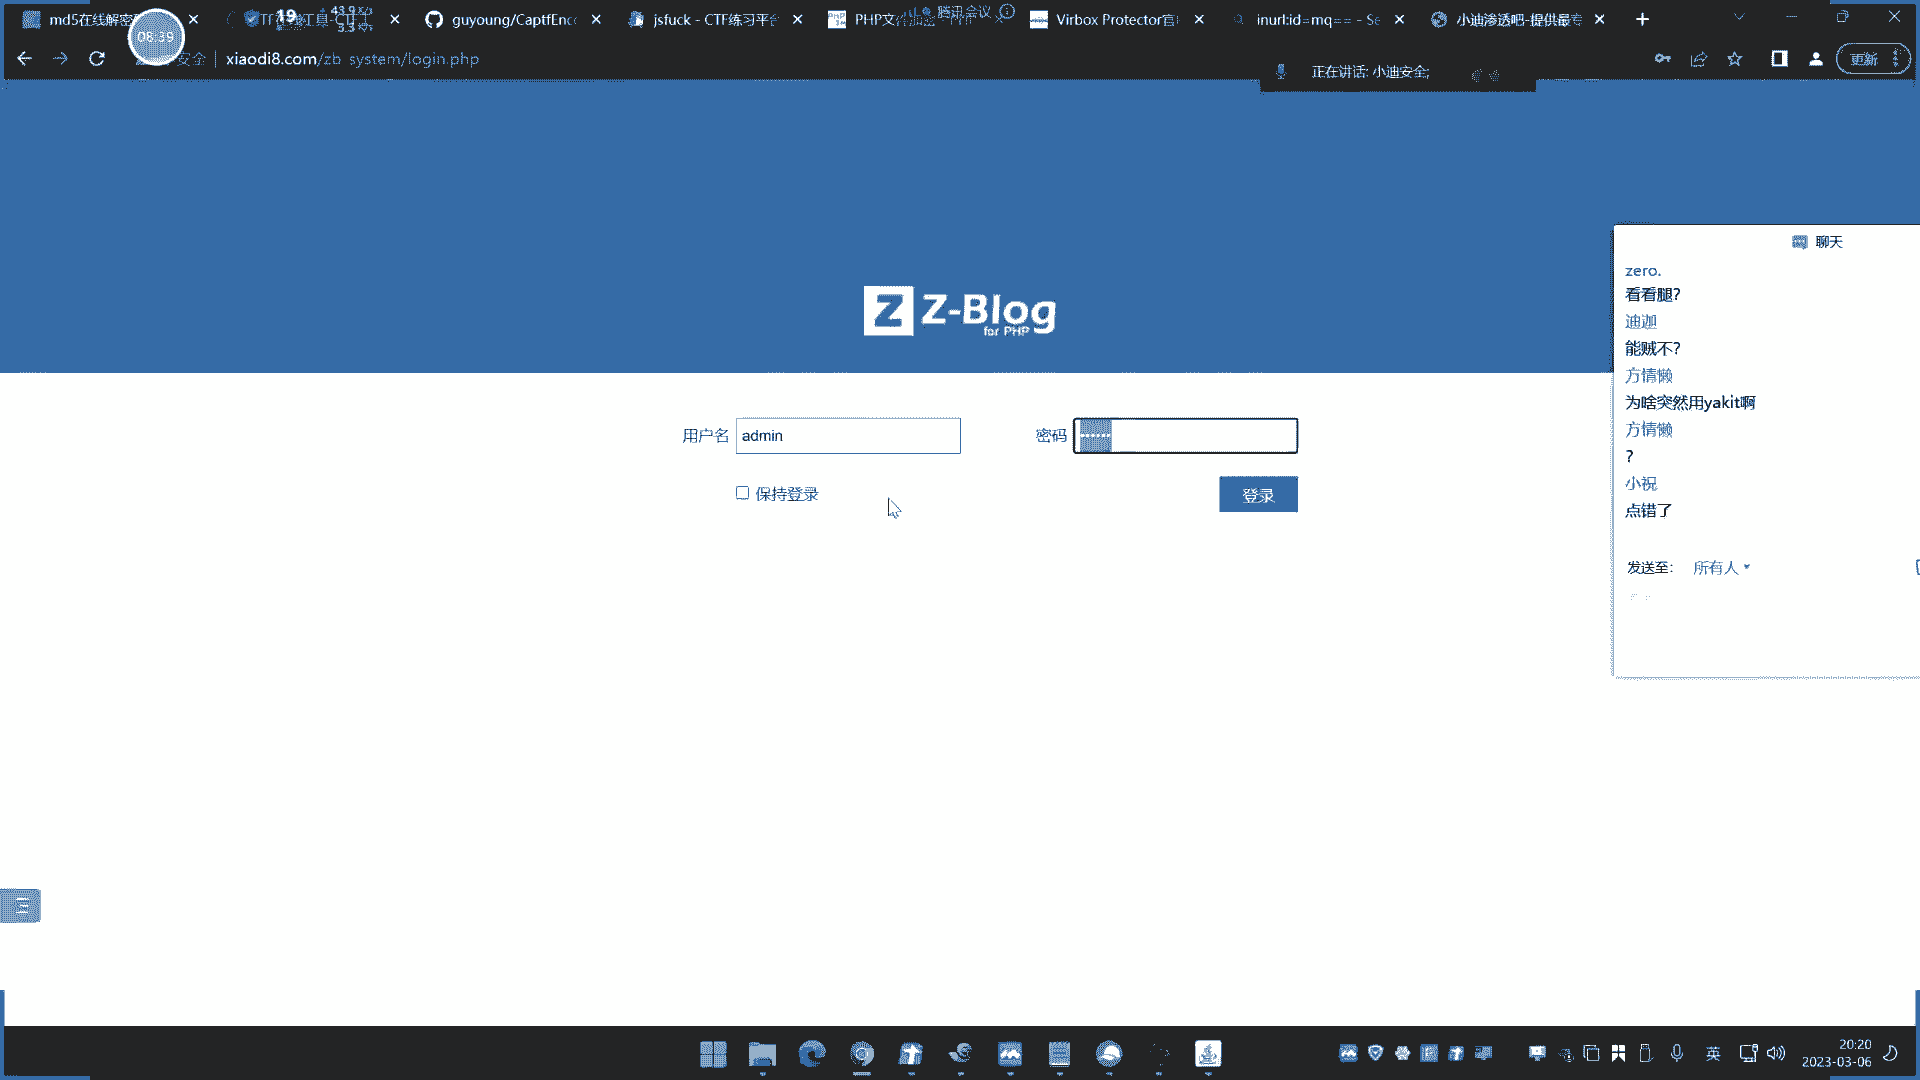 md5在线解密
guyoung/CaptfEnc
jsfuck - CTF练习平台
PHP文件加密
腾讯会议
Virbox Protector官
inurl:id=mq== - Se
小迪渗透吧-提供最专
19
43.9 K/s
3.3 K/s
08:39
安全
xiaodi8.com/zb_system/login.php
更新
正在讲话: 小迪安全;
Z Z-Blog
for PHP
用户名 admin
密码
保持登录
登录
聊天
zero.
看看腿?
迪迦
能贼不?
方情懒
为啥突然用yakit啊
方情懒
?
小祝
点错了
发送至: 所有人
英
20:20
2023-03-06